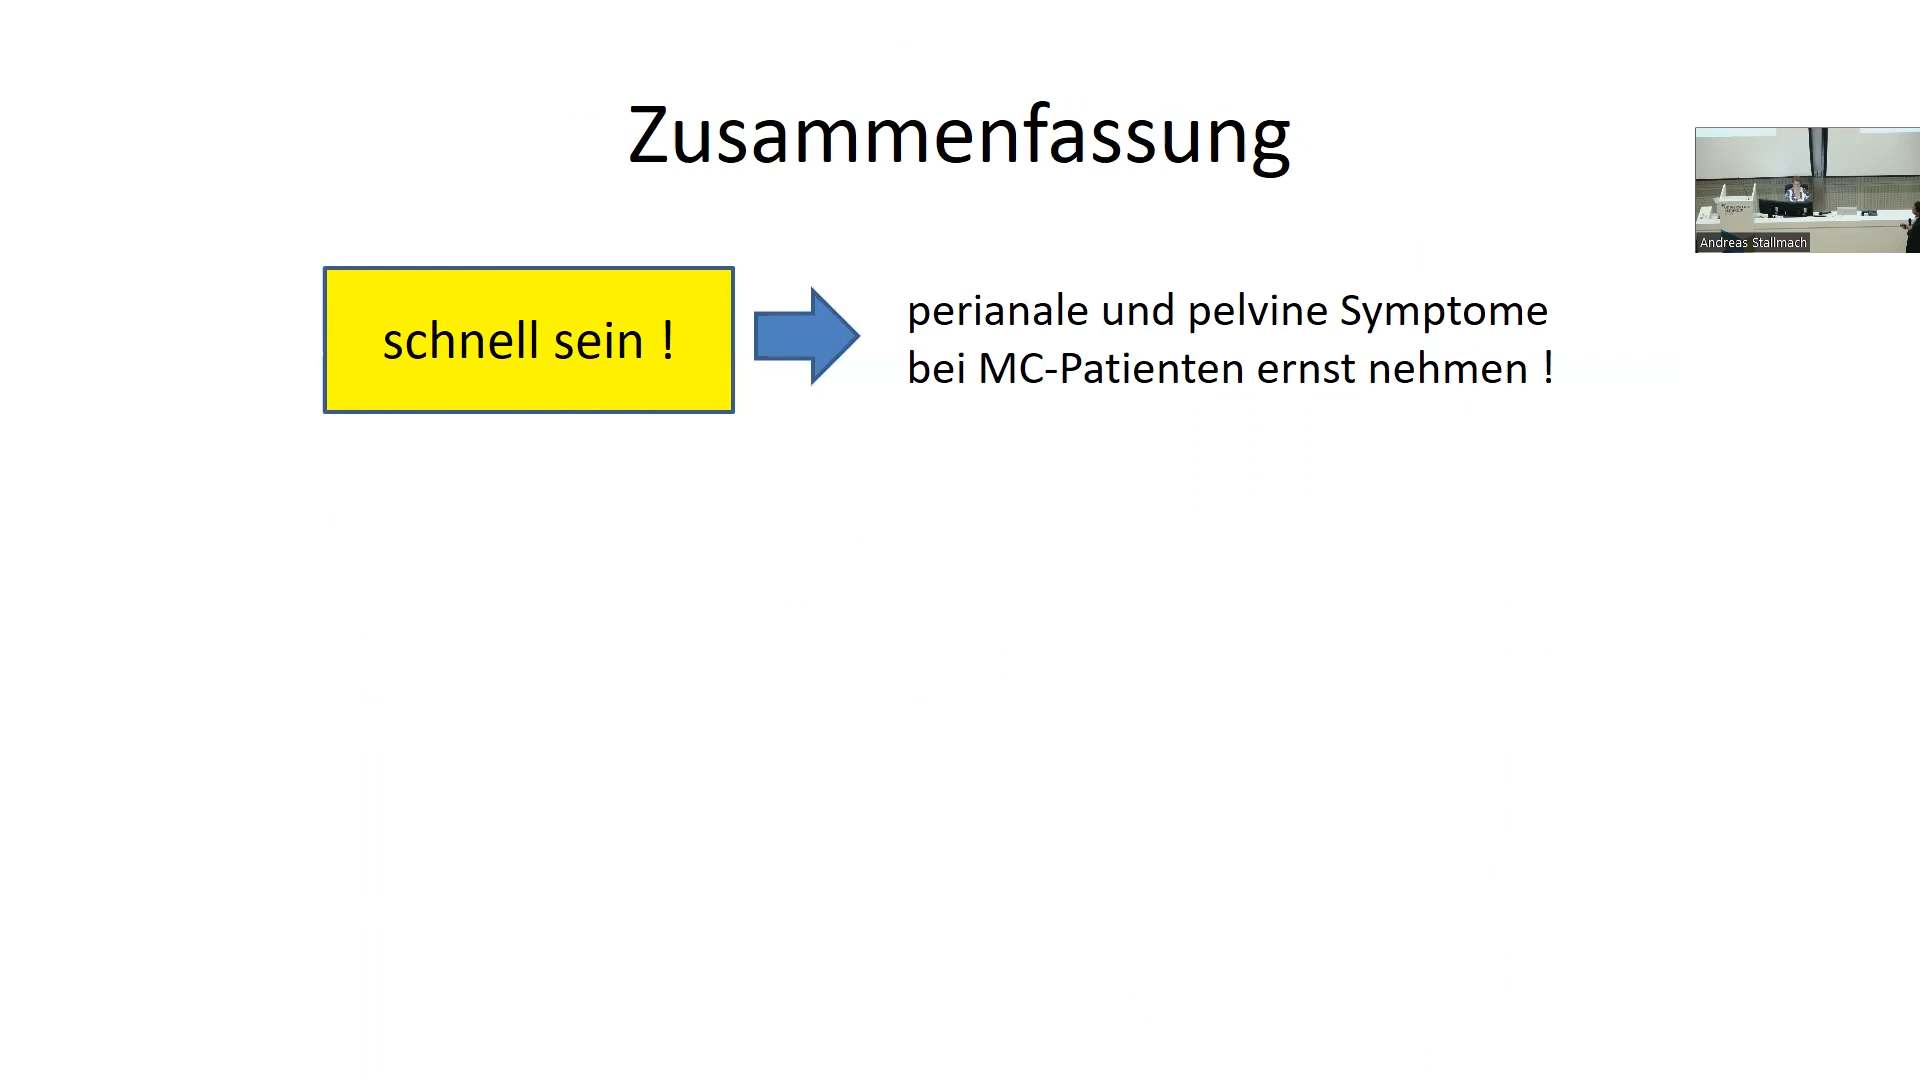 Zusammenfassung
schnell sein !
perianale und pelvine Symptome
bei MC-Patienten ernst nehmen !
Andreas Stallmach